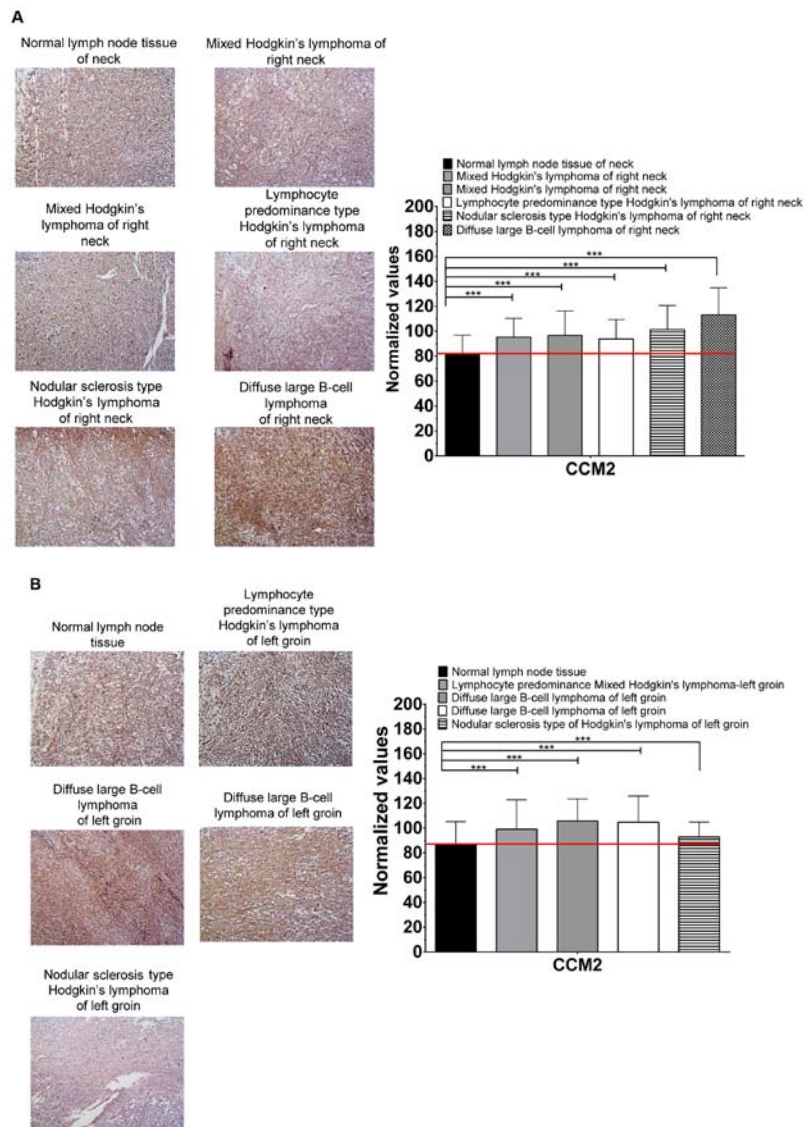 A
Normal lymph node tissue
of neck
Mixed Hodgkin's lymphoma of
right neck
Mixed Hodgkin's
lymphoma of right
neck
Lymphocyte
predominance type
Hodgkin's lymphoma
of right neck
Nodular sclerosis type
Hodgkin's lymphoma
of right neck
Diffuse large B-cell
lymphoma
of right neck
Normal lymph node tissue of neck
Mixed Hodgkin's lymphoma of right neck
Mixed Hodgkin's lymphoma of right neck
Lymphocyte predominance type Hodgkin's lymphoma of right neck
Nodular sclerosis type Hodgkin's lymphoma of right neck
Diffuse large B-cell lymphoma of right neck
Normalized values
200
180
160
140
120
100
80
60
40
20
0
***
***
***
***
***
CCM2
B
Normal lymph node
tissue
Lymphocyte
predominance type
Hodgkin's lymphoma
of left groin
Diffuse large B-cell
lymphoma
of left groin
Diffuse large B-cell
lymphoma of left groin
Nodular sclerosis type
Hodgkin's lymphoma
of left groin
Normal lymph node tissue
Lymphocyte predominance Mixed Hodgkin's lymphoma-left groin
Diffuse large B-cell lymphoma of left groin
Diffuse large B-cell lymphoma of left groin
Nodular sclerosis type of Hodgkin's lymphoma of left groin
Normalized values
200
180
160
140
120
100
80
60
40
20
0
***
***
***
***
CCM2